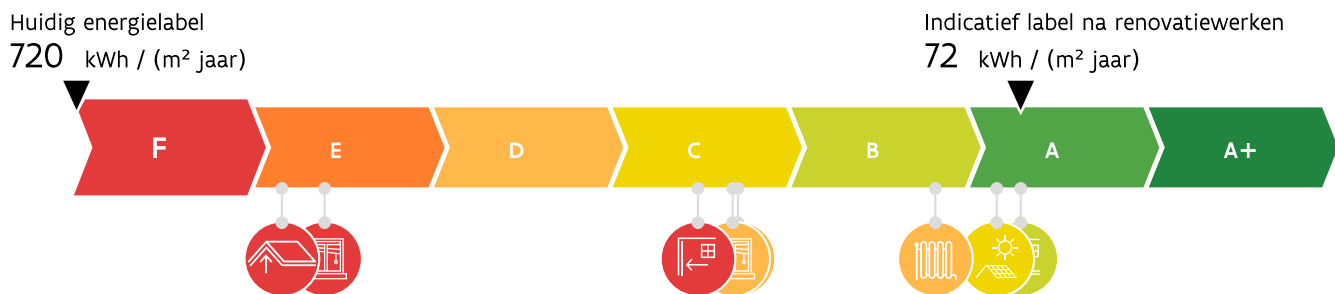 Huidig energielabel
720 kWh / (m² jaar)
Indicatief label na renovatiewerken
72 kWh / (m² jaar)
F E D C B A A+